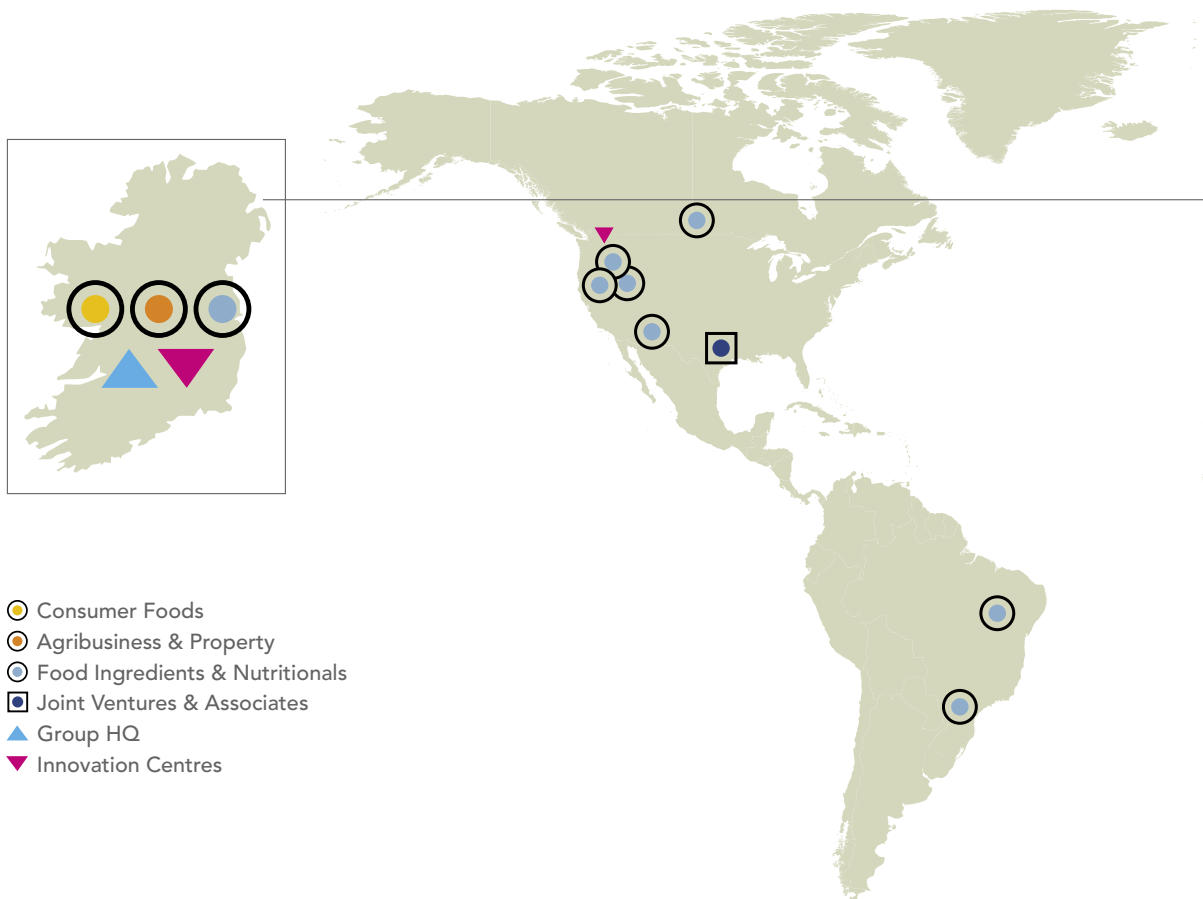 Consumer Foods
Agribusiness & Property
Food Ingredients & Nutritionals
Joint Ventures & Associates
Group HQ
Innovation Centres